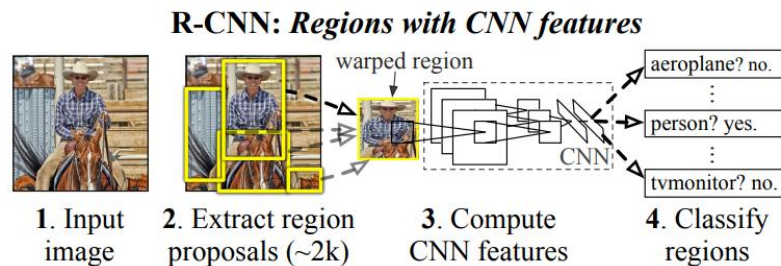 R-CNN: Regions with CNN features
warped region
aeroplane? no.
⋮
person? yes.
⋮
tvmonitor? no.
CNN
1. Input
image
2. Extract region
proposals (~2k)
3. Compute
CNN features
4. Classify
regions